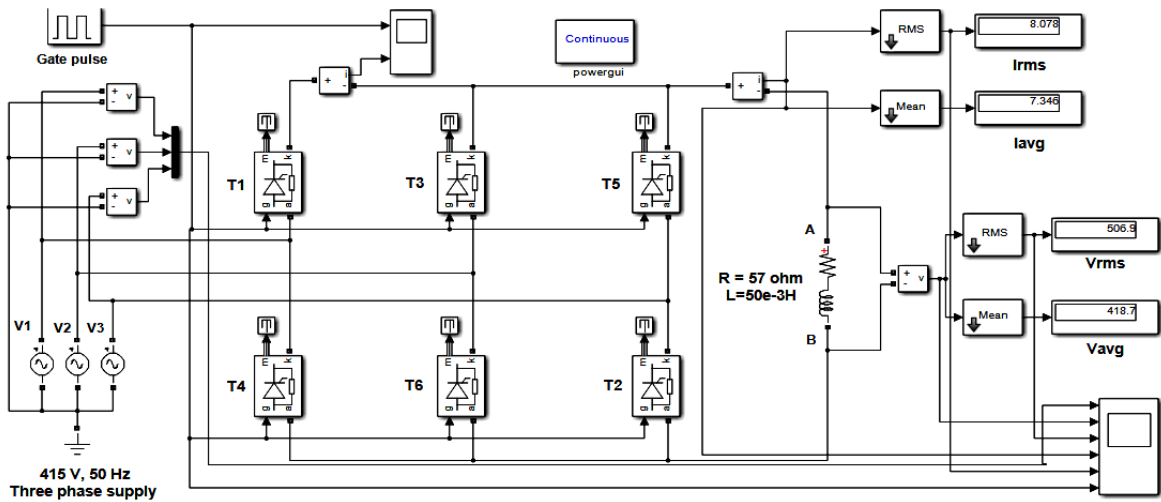 Gate pulse
Continuous
powergui
RMS
8.078
Irms
Mean
7.346
Iavg
+
-
v
+
-
v
+
-
v
+
i
-
+
i
-
m
k
g
a
T1
m
k
g
a
T3
m
k
g
a
T5
A
+
R = 57 ohm
L=50e-3H
B
+
-
v
RMS
506.9
Vrms
Mean
418.7
Vavg
V1
V2
V3
m
k
g
a
T4
m
k
g
a
T6
m
k
g
a
T2
415 V, 50 Hz
Three phase supply